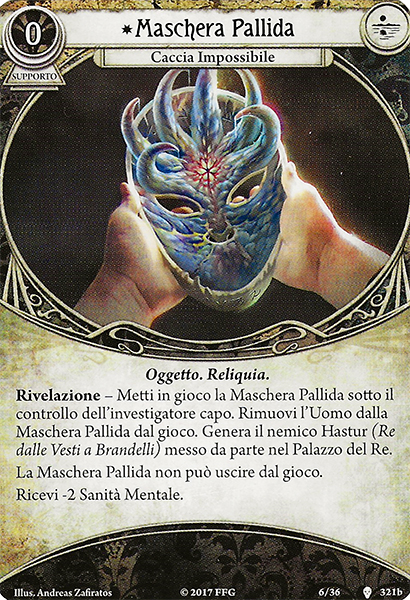 0
✶Maschera Pallida
SUPPORTO
Caccia Impossibile
Oggetto. Reliquia.
Rivelazione – Metti in gioco la Maschera Pallida sotto il
controllo dell'investigatore capo. Rimuovi l'Uomo dalla
Maschera Pallida dal gioco. Genera il nemico Hastur (Re
dalle Vesti a Brandelli) messo da parte nel Palazzo del Re.
La Maschera Pallida non può uscire dal gioco.
Ricevi -2 Sanità Mentale.
Illus. Andreas Zafiratos © 2017 FFG 6/36 321b